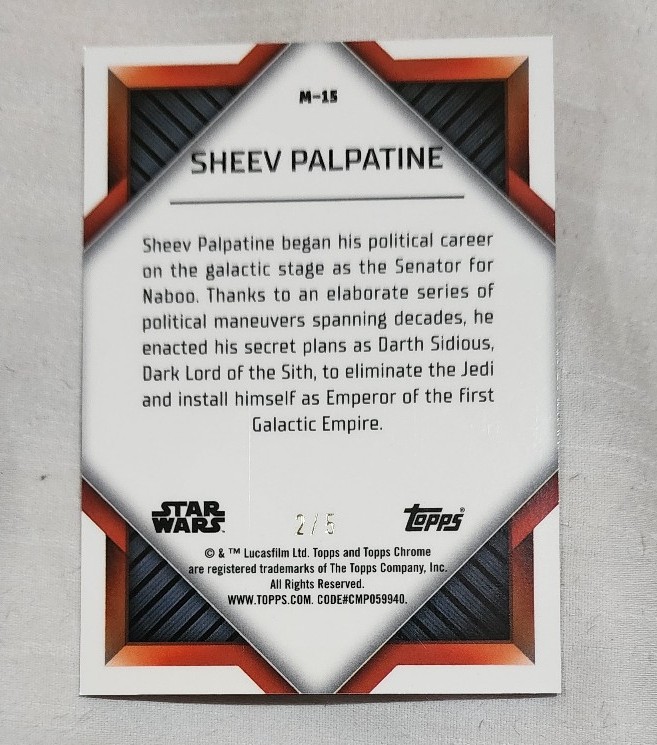 M-15
SHEEV PALPATINE
Sheev Palpatine began his political career
on the galactic stage as the Senator for
Naboo. Thanks to an elaborate series of
political maneuvers spanning decades, he
enacted his secret plans as Darth Sidious,
Dark Lord of the Sith, to eliminate the Jedi
and install himself as Emperor of the First
Galactic Empire.
STAR
WARS
2/5
Topps®
© & ™ Lucasfilm Ltd. Topps and Topps Chrome
are registered trademarks of The Topps Company, Inc.
All Rights Reserved.
WWW.TOPPS.COM. CODE#CMP059940.